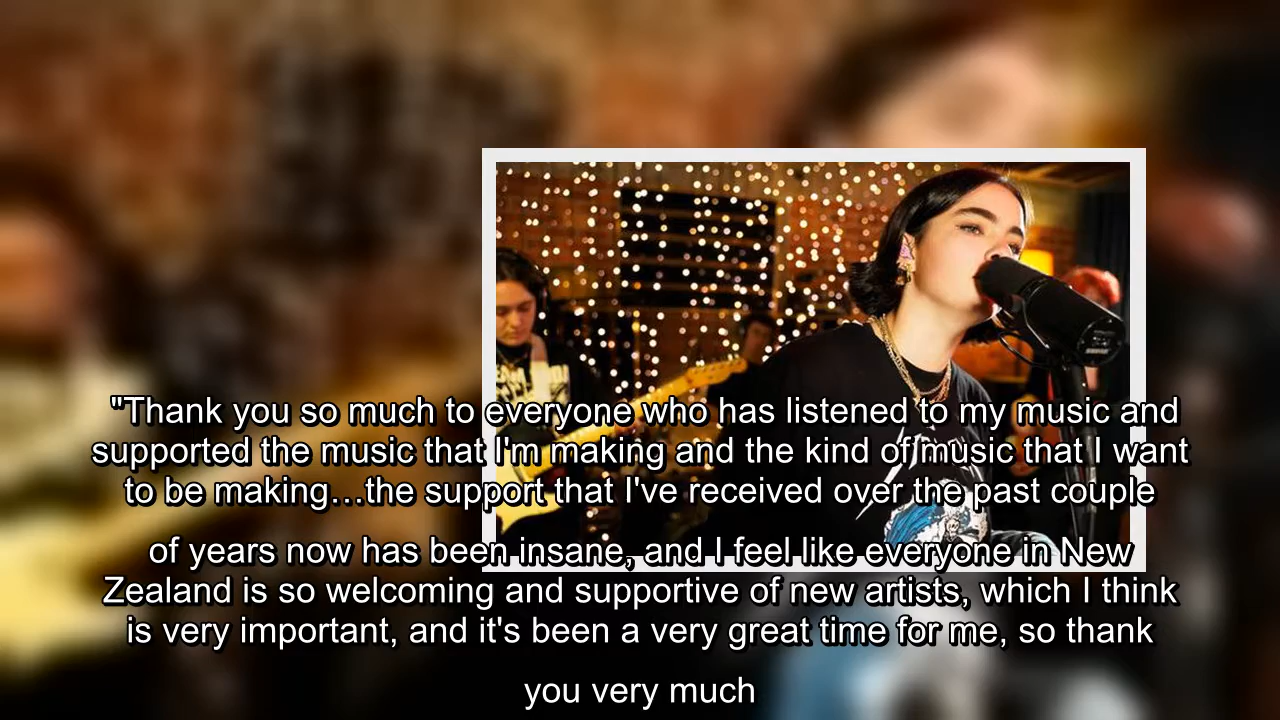 "Thank you so much to everyone who has listened to my music and
supported the music that I'm making and the kind of music that I want
to be making…the support that I've received over the past couple
of years now has been insane, and I feel like everyone in New
Zealand is so welcoming and supportive of new artists, which I think
is very important, and it's been a very great time for me, so thank
you very much